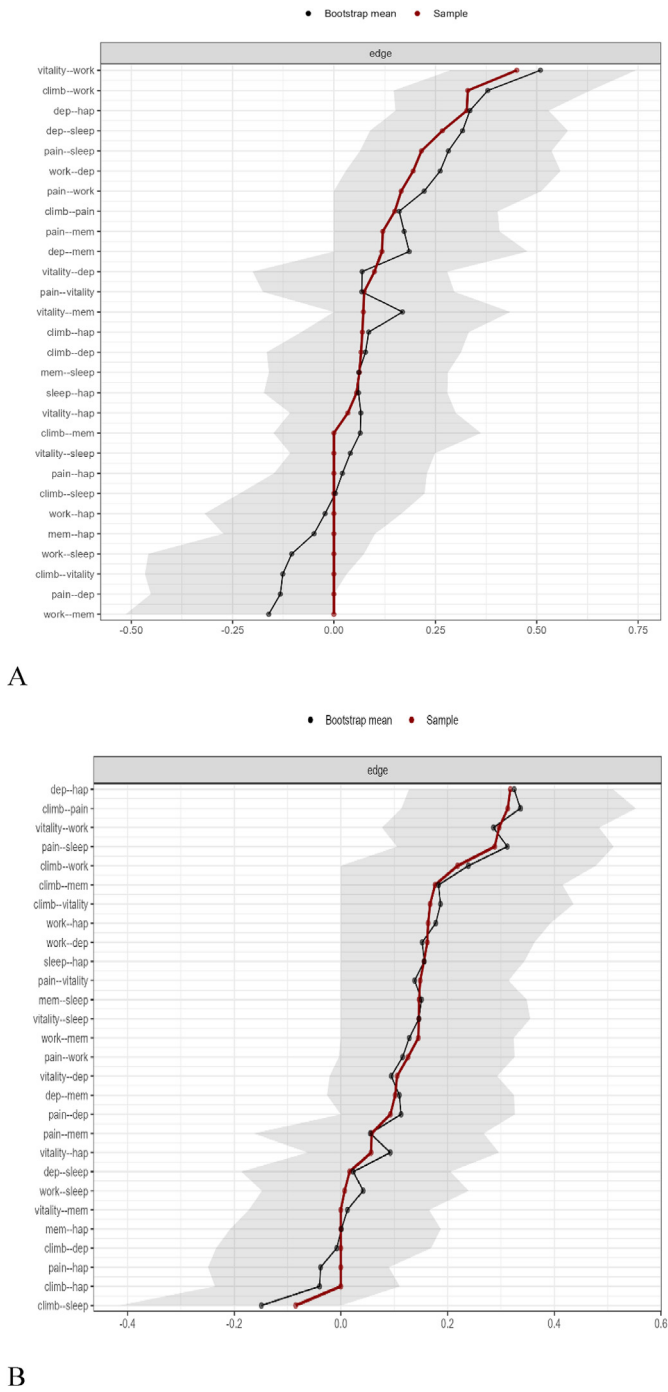 Bootstrap mean Sample
edge
vitality--work
climb--work
dep--hap
dep--sleep
pain--sleep
work--dep
pain--work
climb--pain
pain--mem
dep--mem
vitality--dep
pain--vitality
vitality--mem
climb--hap
climb--dep
mem--sleep
sleep--hap
vitality--hap
climb--mem
vitality--sleep
pain--hap
climb--sleep
work--hap
mem--hap
work--sleep
climb--vitality
pain--dep
work--mem
-0.50 -0.25 0.00 0.25 0.50 0.75
A
Bootstrap mean Sample
edge
dep--hap
climb--pain
vitality--work
pain--sleep
climb--work
climb--mem
climb--vitality
work--hap
work--dep
sleep--hap
pain--vitality
mem--sleep
vitality--sleep
work--mem
pain--work
vitality--dep
dep--mem
pain--dep
pain--mem
vitality--hap
dep--sleep
work--sleep
vitality--mem
mem--hap
climb--dep
pain--hap
climb--hap
climb--sleep
-0.4 -0.2 0.0 0.2 0.4 0.6
B